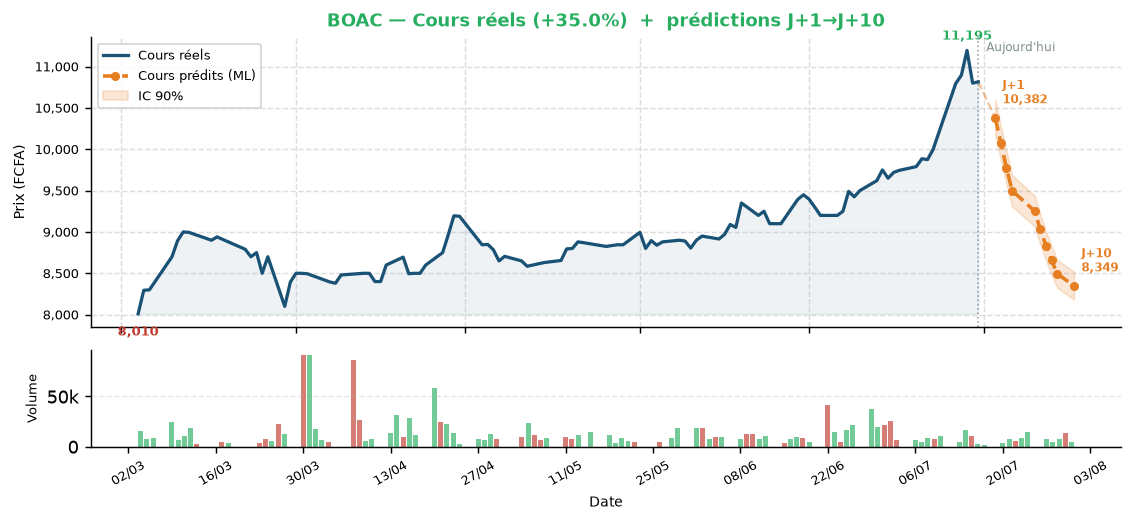 BOAC — Cours réels (+35.0%)  +  prédictions J+1→J+10
Cours réels
Cours prédits (ML)
IC 90%
11,195
Aujourd'hui
J+1
10,382
J+10
8,349
8,010
Prix (FCFA)
11,000
10,500
10,000
9,500
9,000
8,500
8,000
Volume
50k
0
02/03
16/03
30/03
13/04
27/04
11/05
25/05
08/06
22/06
06/07
20/07
03/08
Date